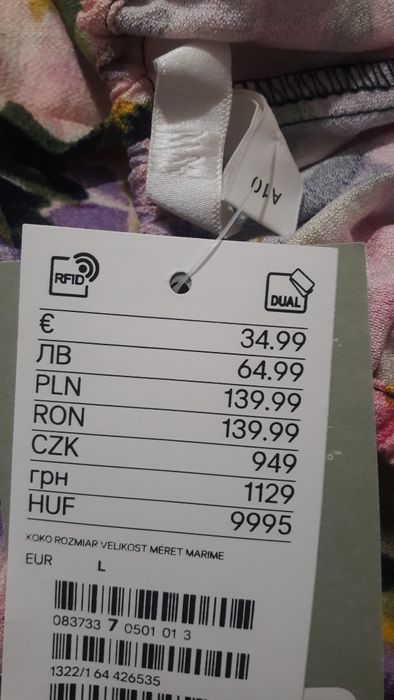 A10
RFID
DUAL
€ 34.99
ЛВ 64.99
PLN 139.99
RON 139.99
CZK 949
грн 1129
HUF 9995
KOKO ROZMIAR VELIKOST MÉRET MARIME
EUR L
083733 7 0501 01 3
1322/1 64 426535